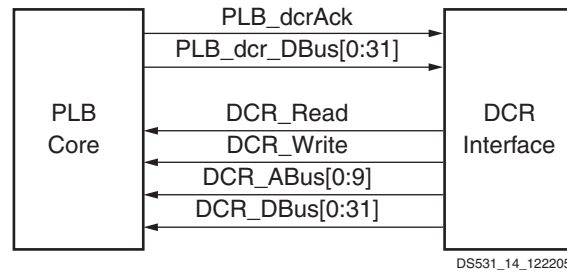 PLB_dcrAck
PLB_dcr_DBus[0:31]
PLB
Core
DCR_Read
DCR_Write
DCR_ABus[0:9]
DCR_DBus[0:31]
DCR
Interface
DS531_14_122205